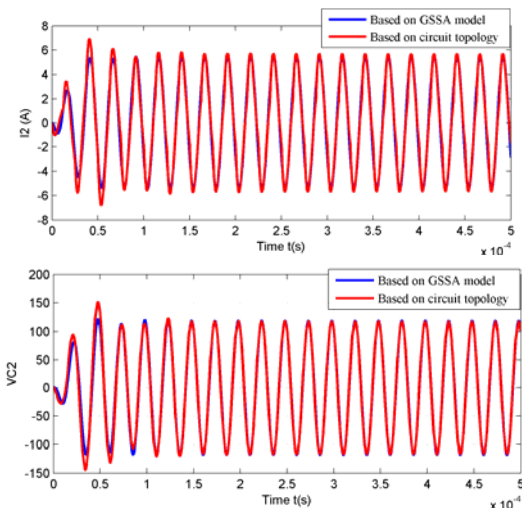 Based on GSSA model
Based on circuit topology
8
6
4
2
0
-2
-4
-6
-8
I2 (A)
0 0.5 1 1.5 2 2.5 3 3.5 4 4.5 5
Time t(s)
x 10⁻⁴
Based on GSSA model
Based on circuit topology
200
150
100
50
0
-50
-100
-150
VC2
0 0.5 1 1.5 2 2.5 3 3.5 4 4.5 5
Time t(s)
x 10⁻⁴